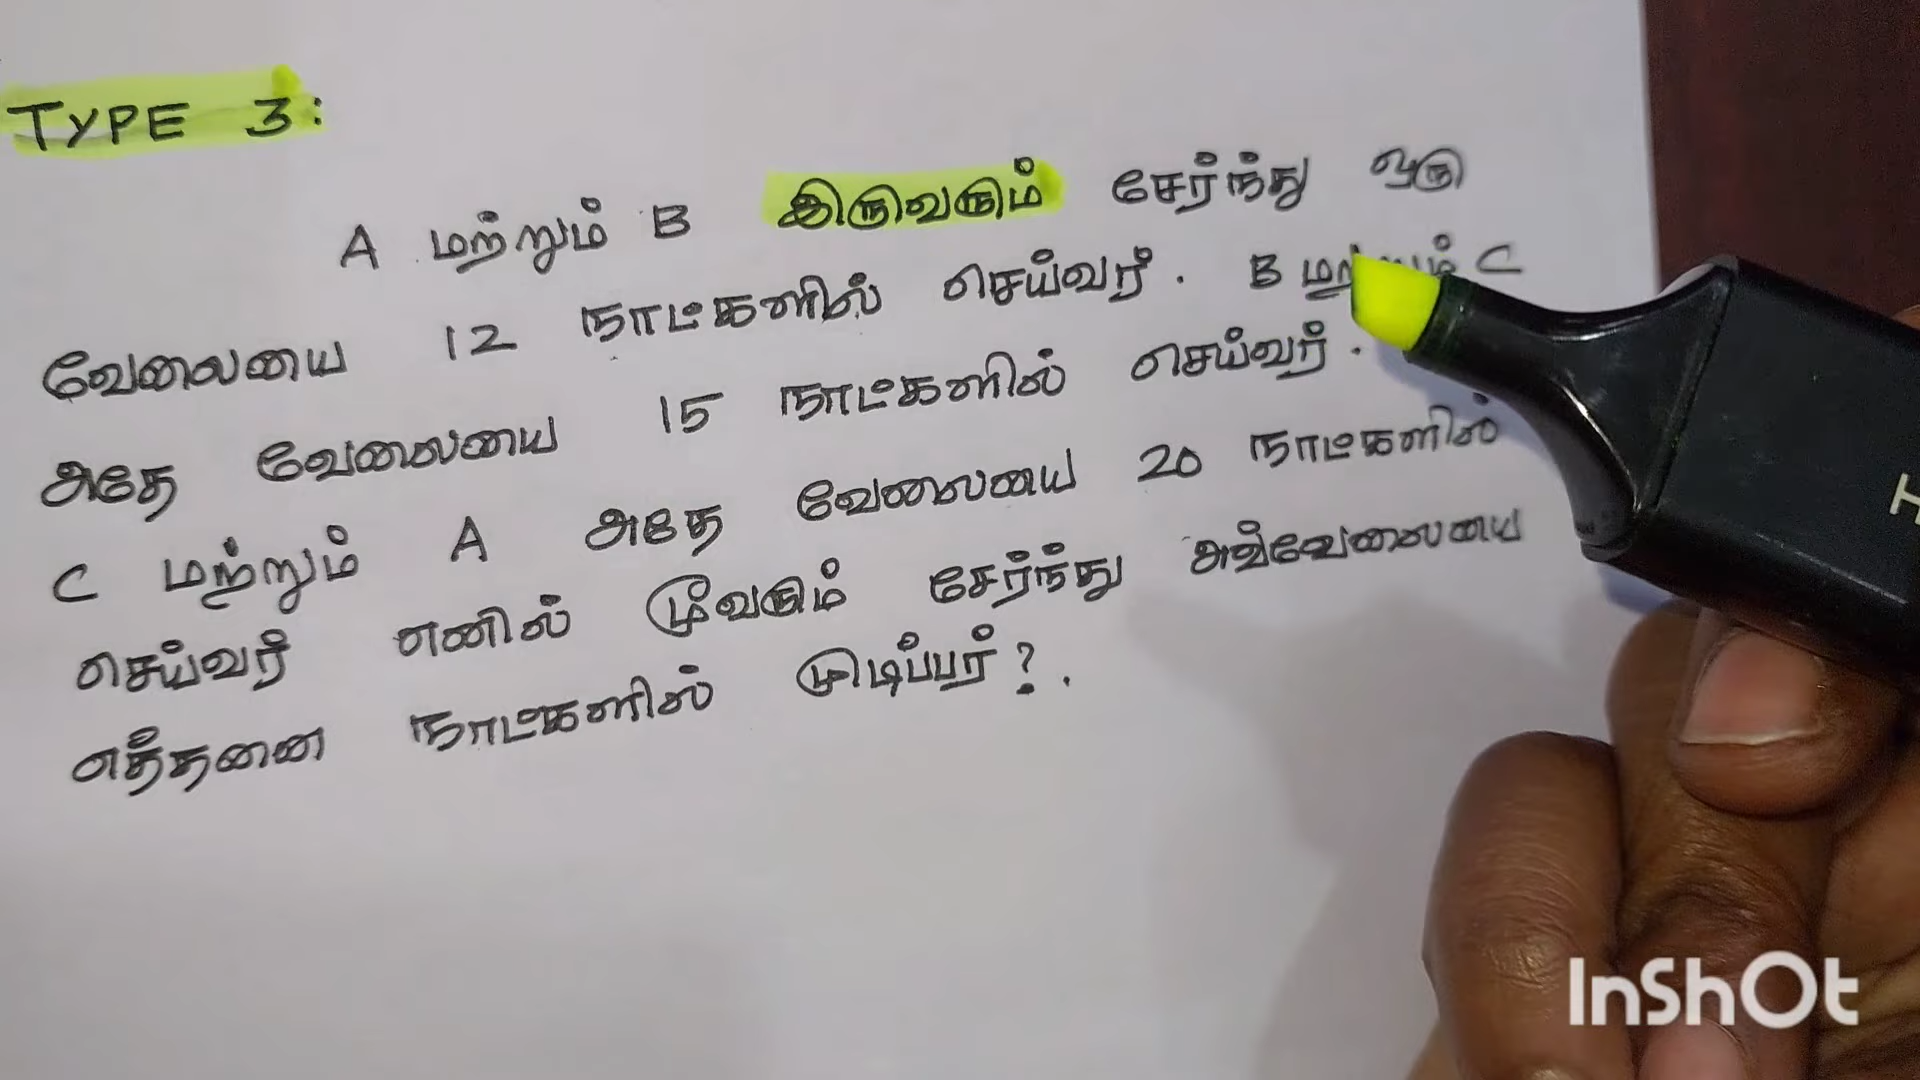 TYPE 3:
A மற்றும் B இருவரும் சேர்ந்து ஒரு
வேலையை 12 நாட்களில் செய்வர். B மற்றும் C
அதே வேலையை 15 நாட்களில் செய்வர்.
C மற்றும் A அதே வேலையை 20 நாட்களில்
செய்வர் எனில் மூவரும் சேர்ந்து அவ்வேலையை
எத்தனை நாட்களில் முடிப்பர்?.
H
InShOt